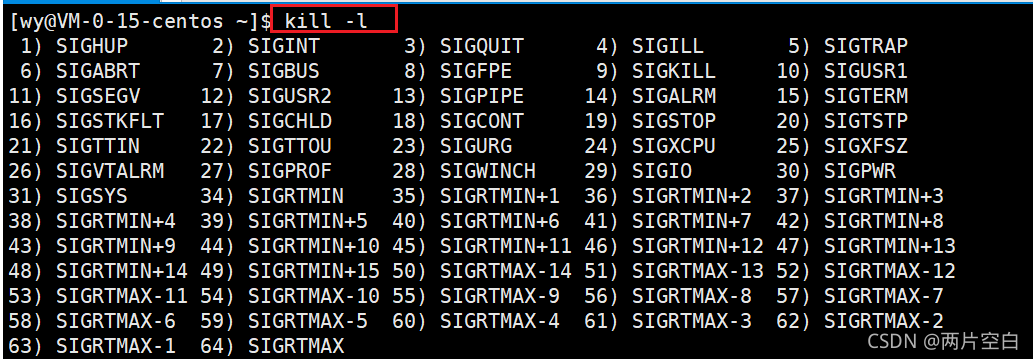 [wy@VM-0-15-centos ~]$ kill -l
 1) SIGHUP	 2) SIGINT	 3) SIGQUIT	 4) SIGILL	 5) SIGTRAP
 6) SIGABRT	 7) SIGBUS	 8) SIGFPE	 9) SIGKILL	10) SIGUSR1
11) SIGSEGV	12) SIGUSR2	13) SIGPIPE	14) SIGALRM	15) SIGTERM
16) SIGSTKFLT	17) SIGCHLD	18) SIGCONT	19) SIGSTOP	20) SIGTSTP
21) SIGTTIN	22) SIGTTOU	23) SIGURG	24) SIGXCPU	25) SIGXFSZ
26) SIGVTALRM	27) SIGPROF	28) SIGWINCH	29) SIGIO	30) SIGPWR
31) SIGSYS	34) SIGRTMIN	35) SIGRTMIN+1	36) SIGRTMIN+2	37) SIGRTMIN+3
38) SIGRTMIN+4	39) SIGRTMIN+5	40) SIGRTMIN+6	41) SIGRTMIN+7	42) SIGRTMIN+8
43) SIGRTMIN+9	44) SIGRTMIN+10	45) SIGRTMIN+11	46) SIGRTMIN+12	47) SIGRTMIN+13
48) SIGRTMIN+14	49) SIGRTMIN+15	50) SIGRTMAX-14	51) SIGRTMAX-13	52) SIGRTMAX-12
53) SIGRTMAX-11	54) SIGRTMAX-10	55) SIGRTMAX-9	56) SIGRTMAX-8	57) SIGRTMAX-7
58) SIGRTMAX-6	59) SIGRTMAX-5	60) SIGRTMAX-4	61) SIGRTMAX-3	62) SIGRTMAX-2
63) SIGRTMAX-1	64) SIGRTMAX
CSDN @两片空白